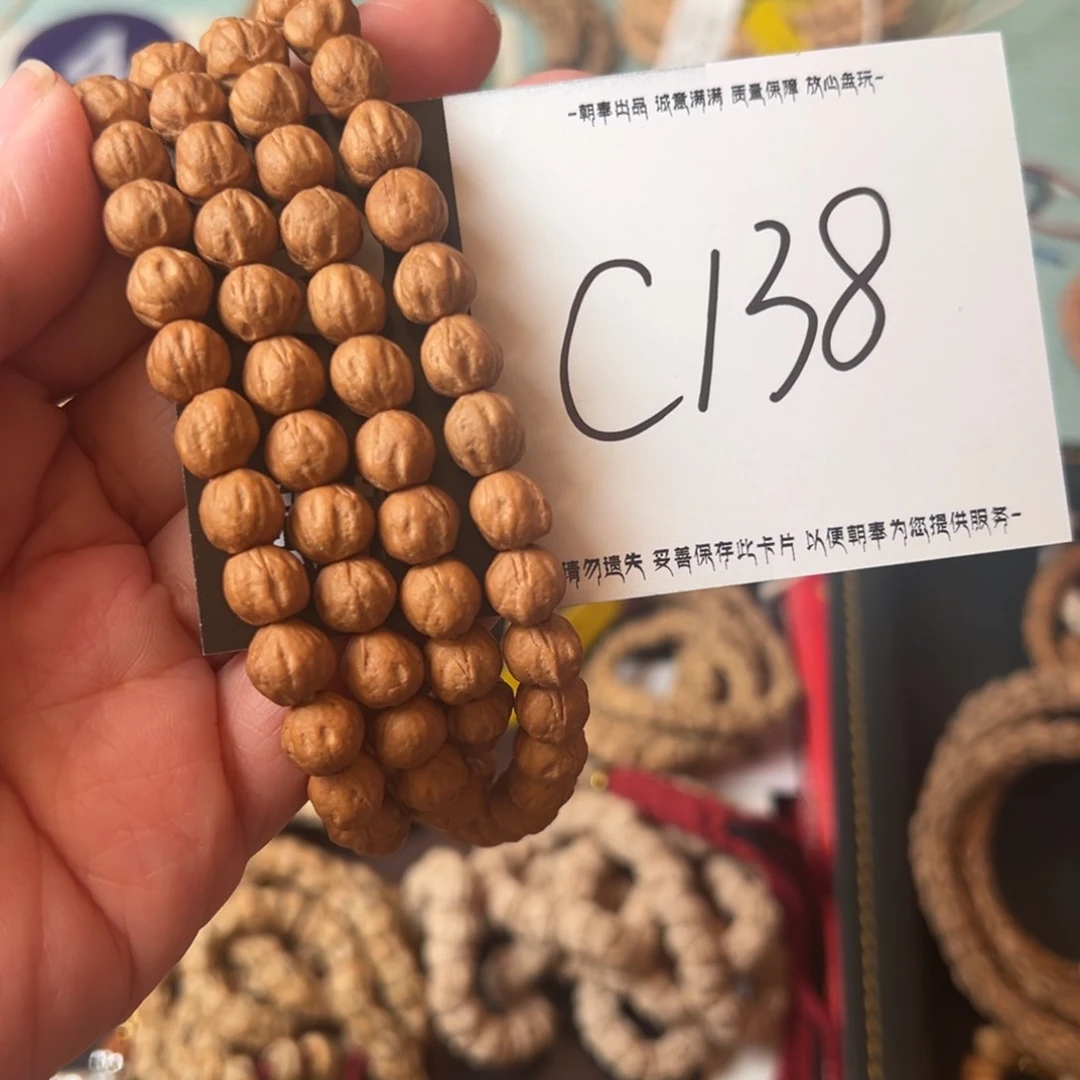 4
-朝奉出品 诚意满满 质量保障 放心盘玩-
C138
请勿遗失 妥善保存此卡片 以便朝奉为您提供服务-